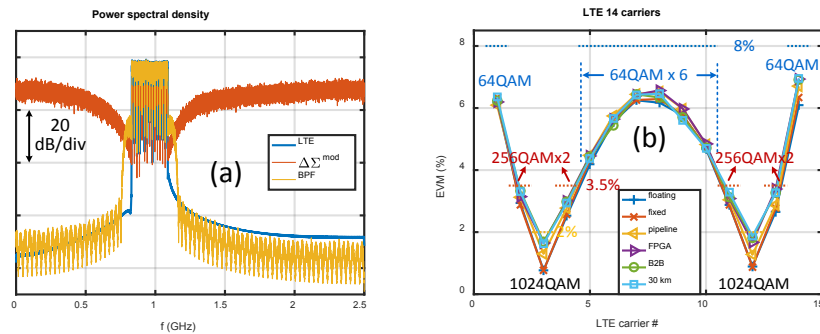 Power spectral density
20
dB/div
(a)
LTE
ΔΣ mod
BPF
0 0.5 1 1.5 2 2.5
f (GHz)
LTE 14 carriers
8
6
4
2
0
EVM (%)
8%
64QAM
64QAM x 6
64QAM
(b)
256QAMx2
256QAMx2
3.5%
2%
floating
fixed
pipeline
FPGA
B2B
30 km
1024QAM
1024QAM
0 5 10 15
LTE carrier #